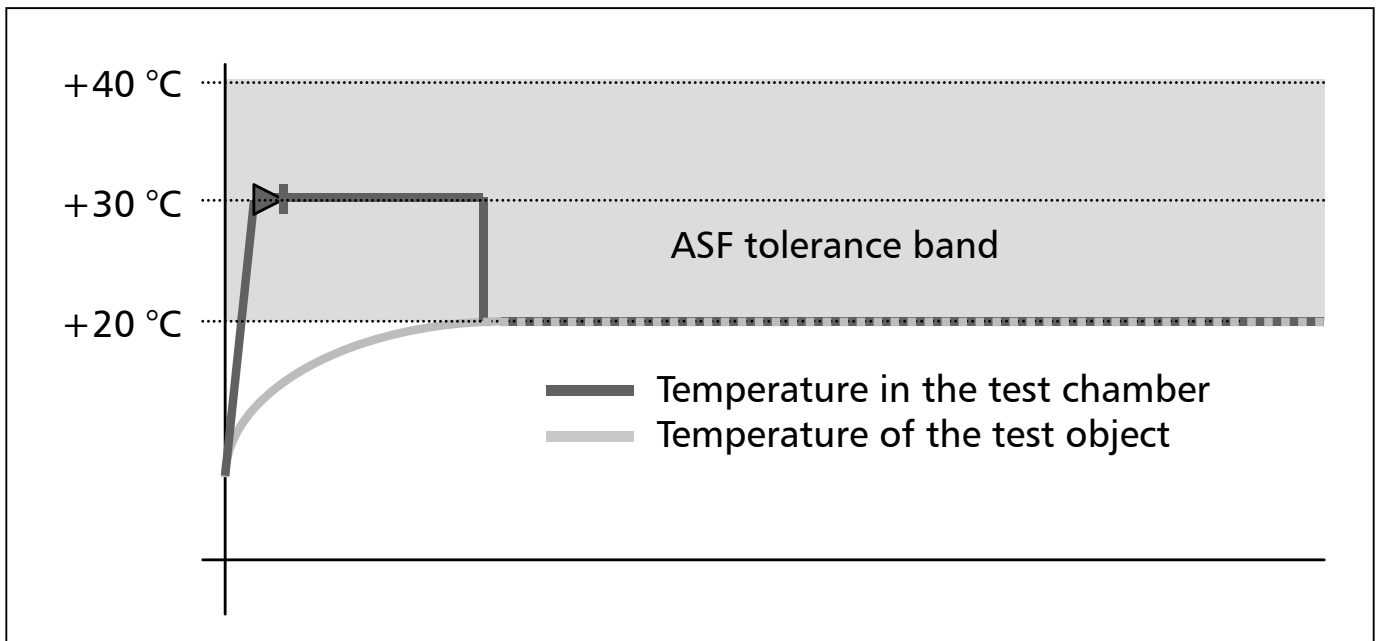 +40 °C
+30 °C
ASF tolerance band
+20 °C
Temperature in the test chamber
Temperature of the test object